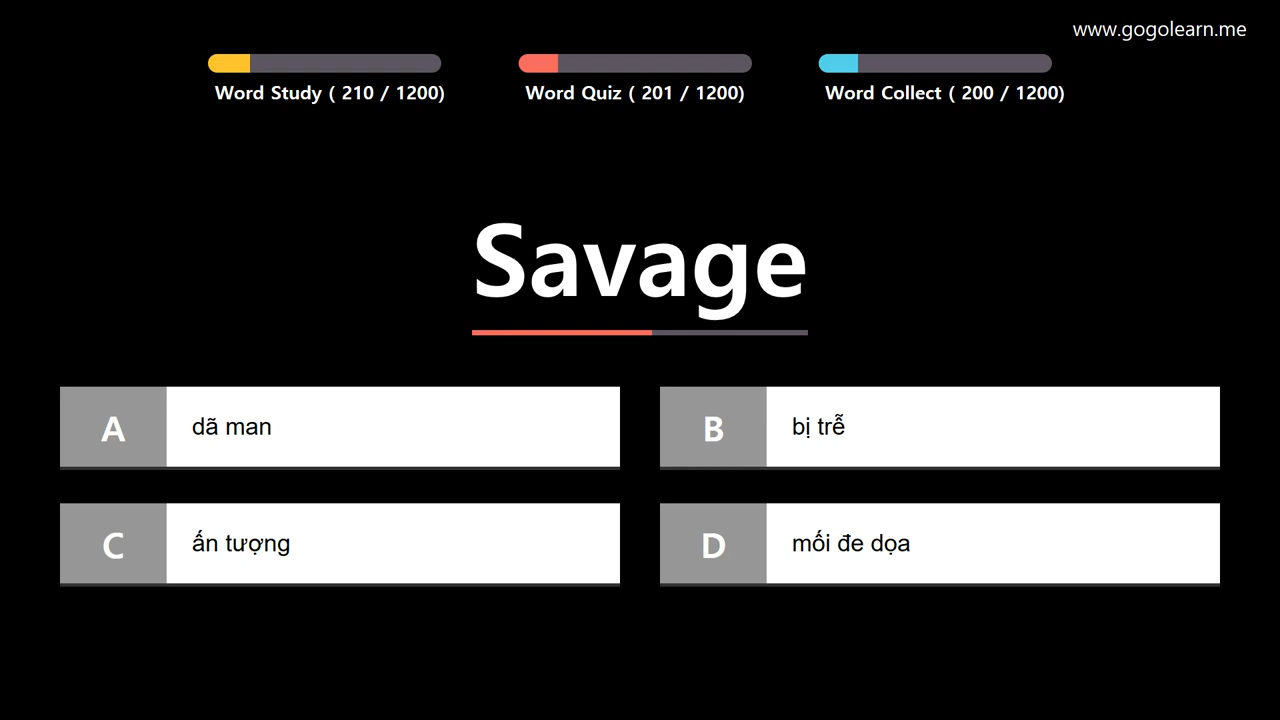 www.gogolearn.me
Word Study ( 210 / 1200)
Word Quiz ( 201 / 1200)
Word Collect ( 200 / 1200)
Savage
A
dã man
B
bị trễ
C
ấn tượng
D
mối đe dọa